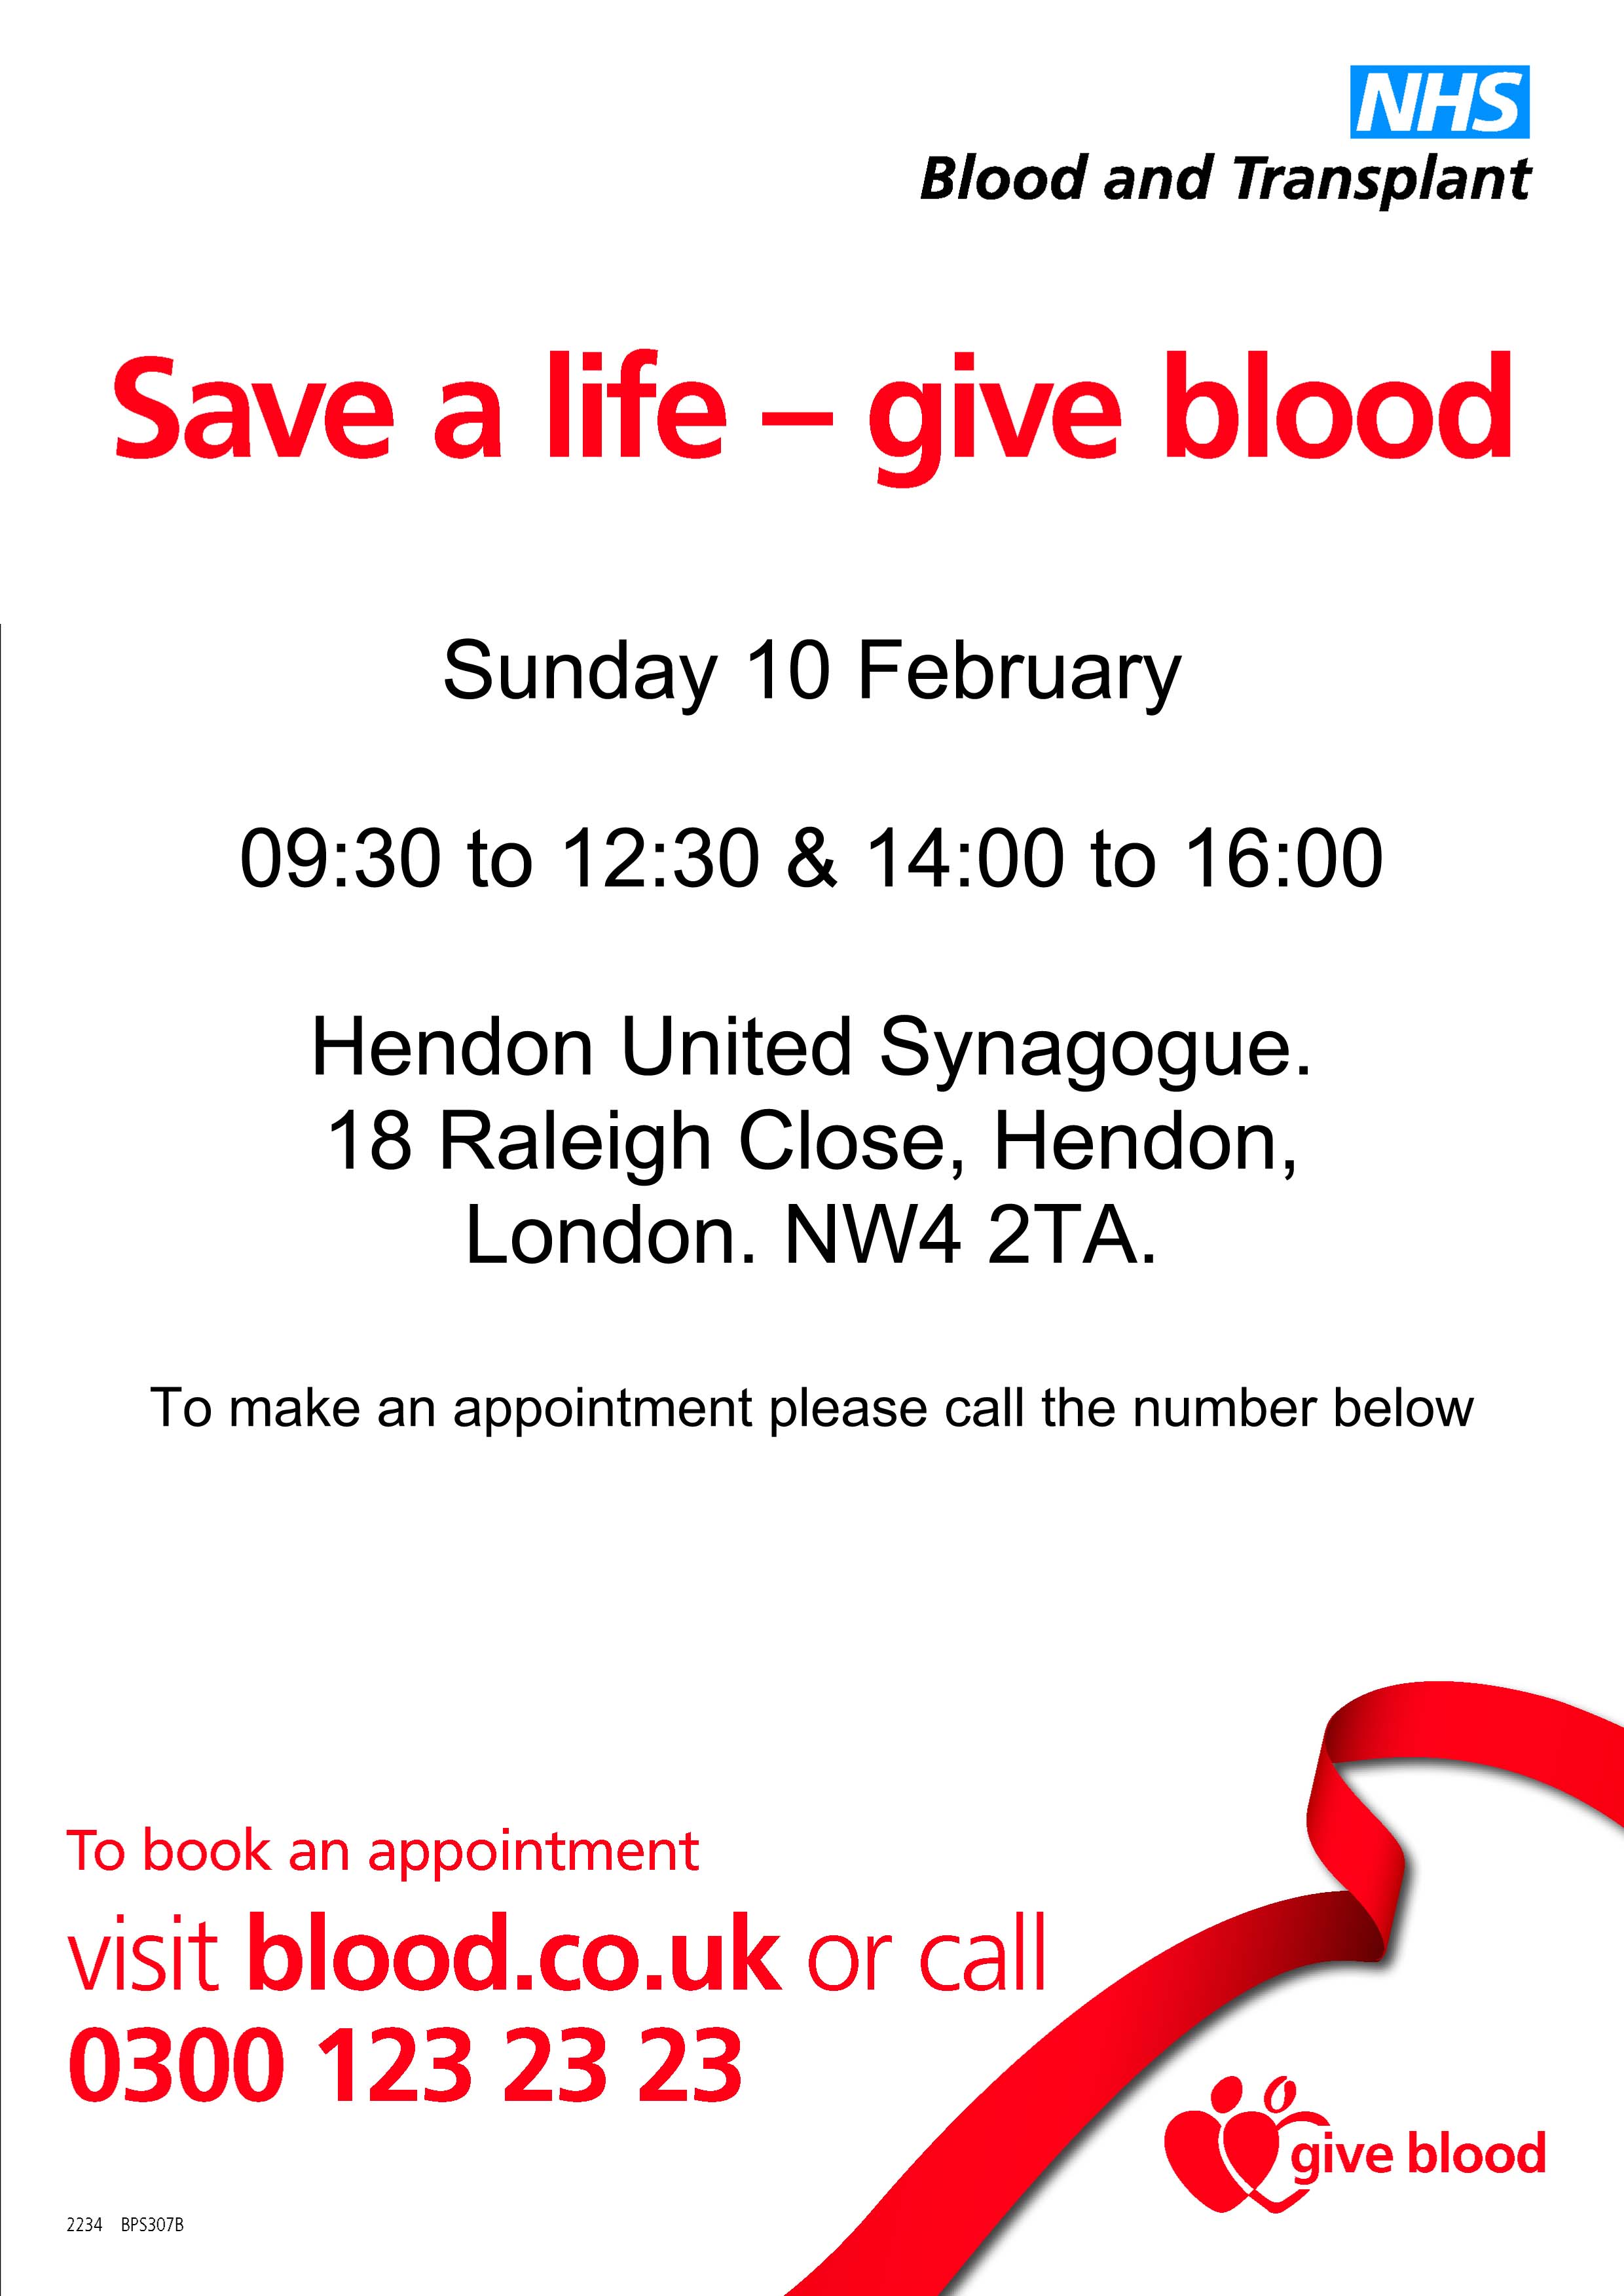 NHS
Blood and Transplant
Save a life – give blood
Sunday 10 February
09:30 to 12:30 & 14:00 to 16:00
Hendon United Synagogue.
18 Raleigh Close, Hendon,
London. NW4 2TA.
To make an appointment please call the number below
To book an appointment
visit blood.co.uk or call
0300 123 23 23
give blood
2234 BPS307B